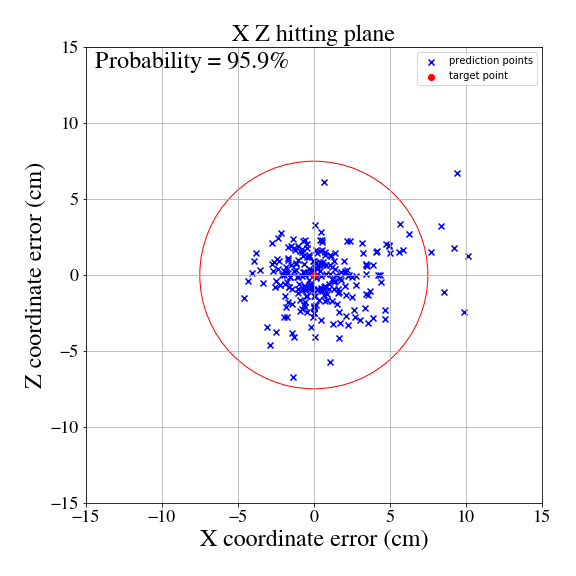 X Z hitting plane
Probability = 95.9%
prediction points
target point
15
10
5
0
−5
−10
−15
Z coordinate error (cm)
−15 −10 −5 0 5 10 15
X coordinate error (cm)